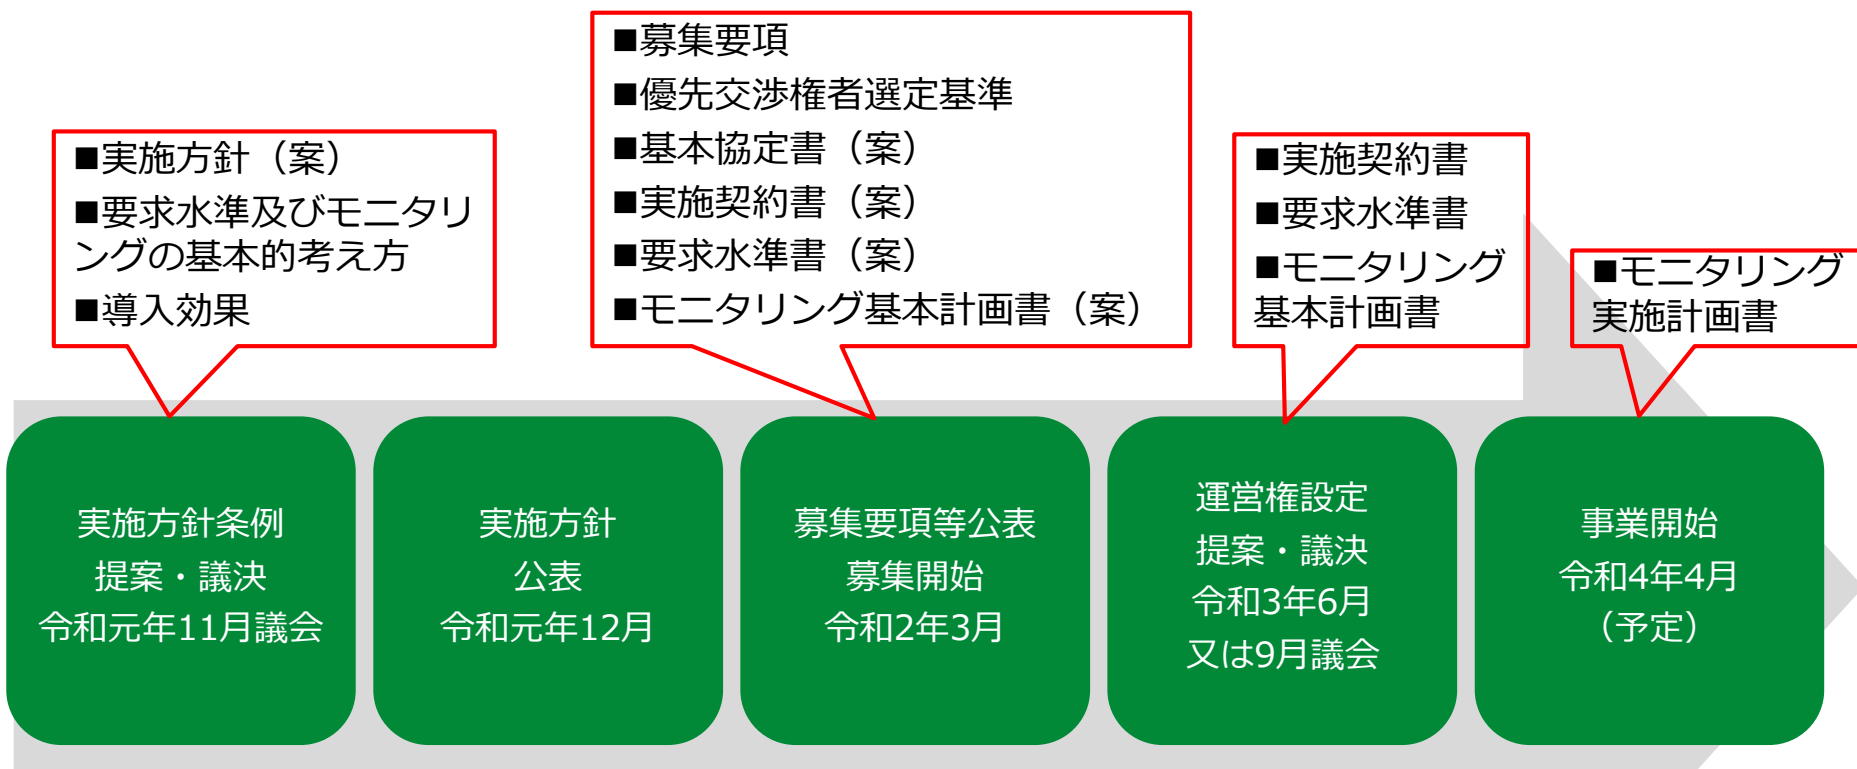 ■実施方針（案）
■要求水準及びモニタリ
ングの基本的考え方
■導入効果
■募集要項
■優先交渉権者選定基準
■基本協定書（案）
■実施契約書（案）
■要求水準書（案）
■モニタリング基本計画書（案）
■実施契約書
■要求水準書
■モニタリング
基本計画書
■モニタリング
実施計画書
実施方針条例
提案・議決
令和元年11月議会
実施方針
公表
令和元年12月
募集要項等公表
募集開始
令和2年3月
運営権設定
提案・議決
令和3年6月
又は9月議会
事業開始
令和4年4月
（予定）